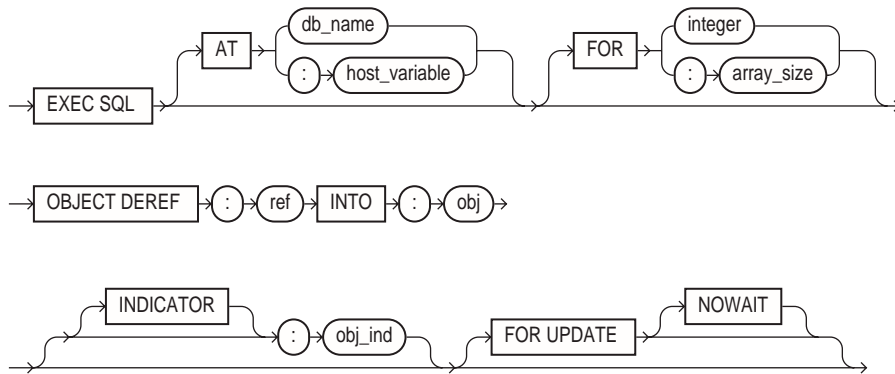 AT db_name FOR integer
: host_variable : array_size
EXEC SQL
OBJECT DEREF : ref INTO : obj
INDICATOR NOWAIT
: obj_ind FOR UPDATE